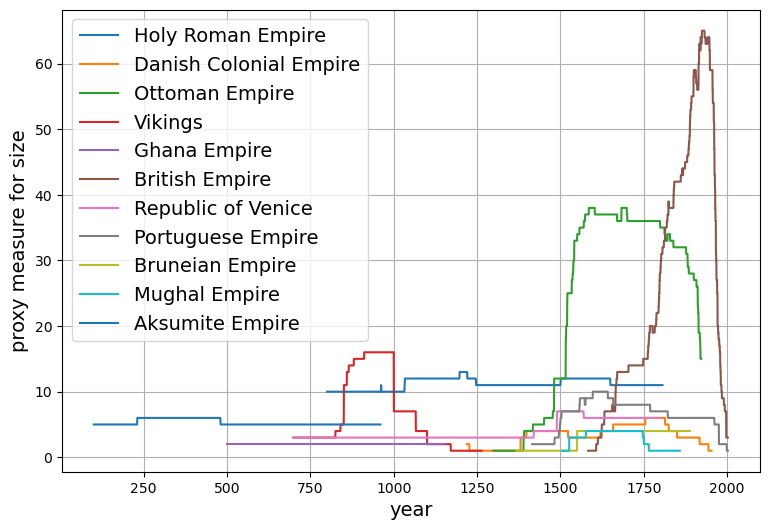 Holy Roman Empire
Danish Colonial Empire
Ottoman Empire
Vikings
Ghana Empire
British Empire
Republic of Venice
Portuguese Empire
Bruneian Empire
Mughal Empire
Aksumite Empire
proxy measure for size
60
50
40
30
20
10
0
250 500 750 1000 1250 1500 1750 2000
year